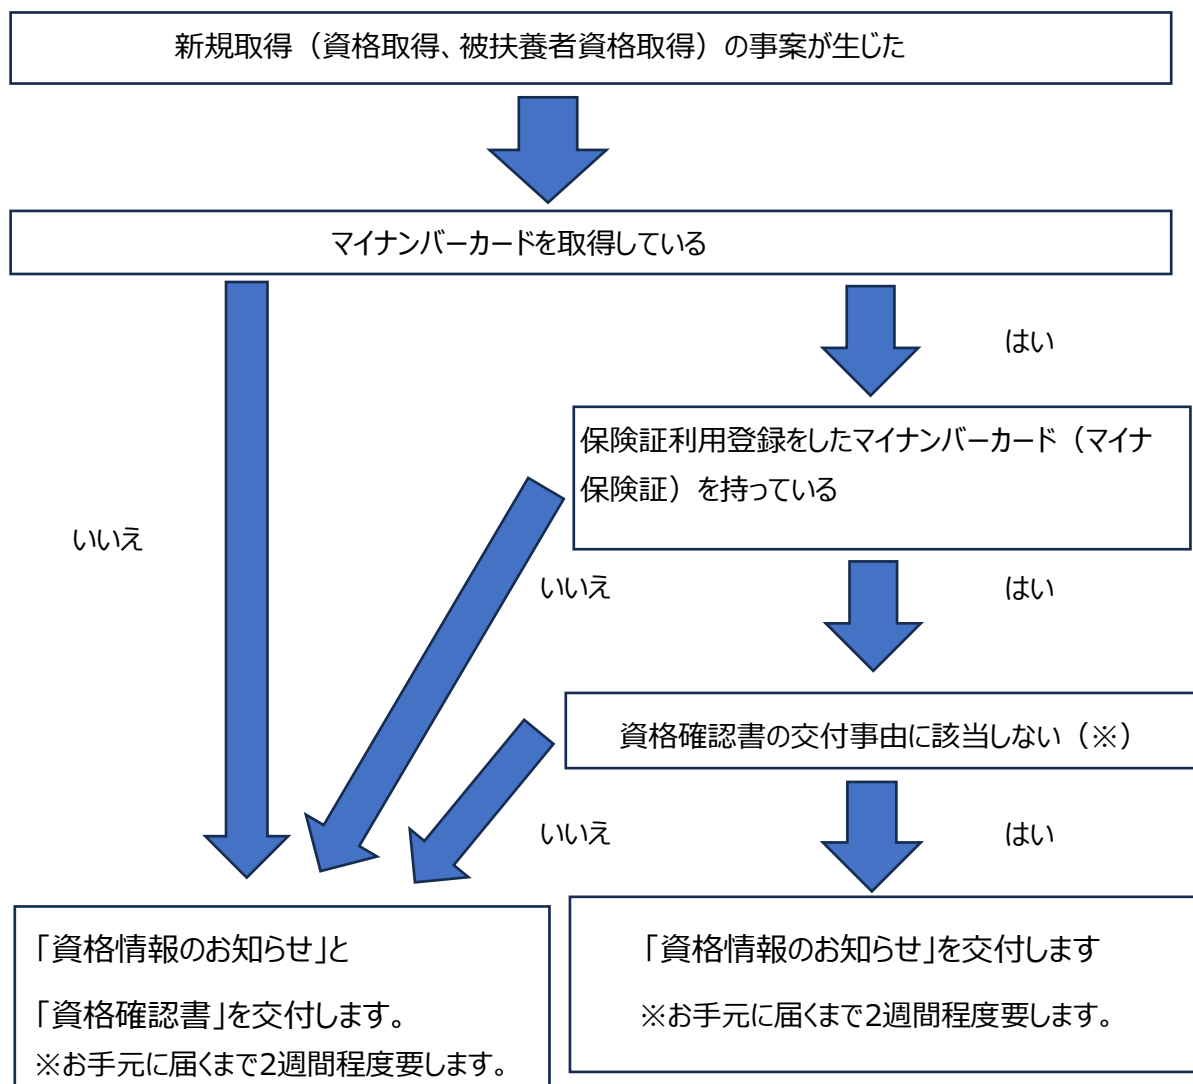 新規取得（資格取得、被扶養者資格取得）の事案が生じた
マイナンバーカードを取得している
はい
保険証利用登録をしたマイナンバーカード（マイナ
保険証）を持っている
いいえ
いいえ
はい
資格確認書の交付事由に該当しない（※）
いいえ
はい
「資格情報のお知らせ」と
「資格確認書」を交付します。
※お手元に届くまで2週間程度要します。
「資格情報のお知らせ」を交付します
※お手元に届くまで2週間程度要します。